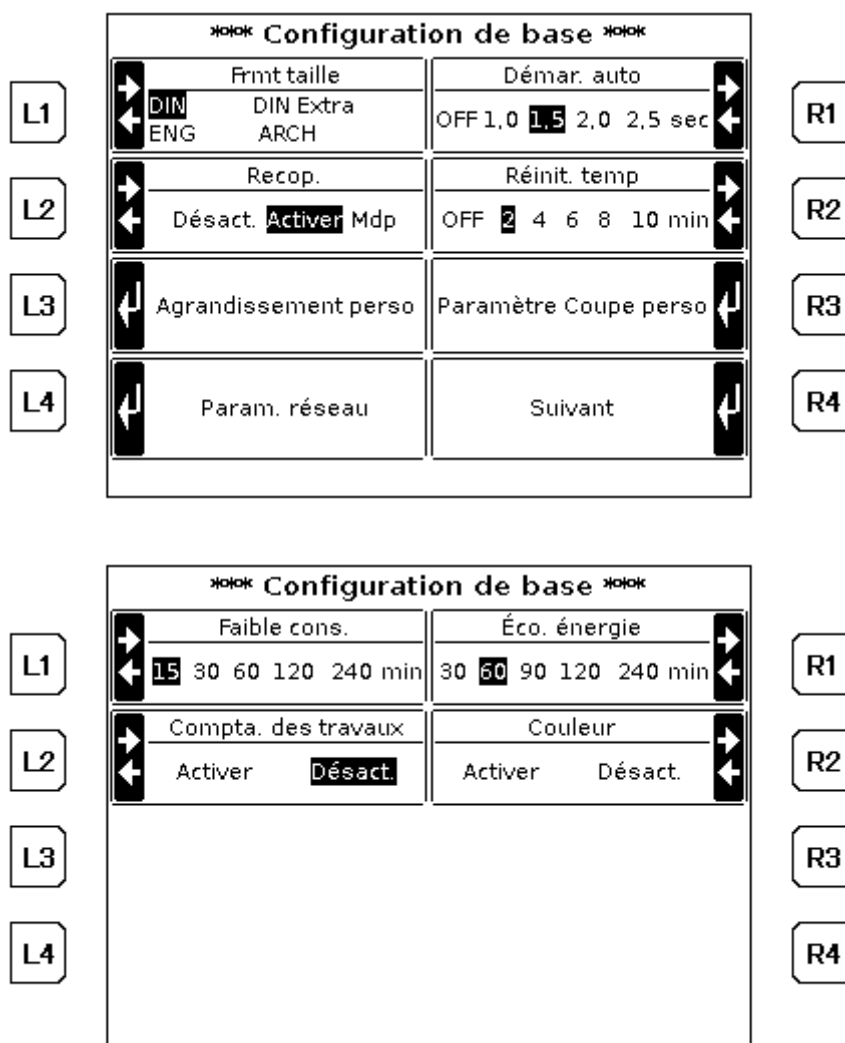 *** Configuration de base ***
L1
Frmt taille
DIN DIN Extra
ENG ARCH
Démar. auto
OFF 1,0 1,5 2,0 2,5 sec
R1
L2
Recop.
Désact. Activer Mdp
Réinit. temp
OFF 2 4 6 8 10 min
R2
L3
Agrandissement perso
Paramètre Coupe perso
R3
L4
Param. réseau
Suivant
R4
*** Configuration de base ***
L1
Faible cons.
15 30 60 120 240 min
Éco. énergie
30 60 90 120 240 min
R1
L2
Compta. des travaux
Activer Désact.
Couleur
Activer Désact.
R2
L3
R3
L4
R4